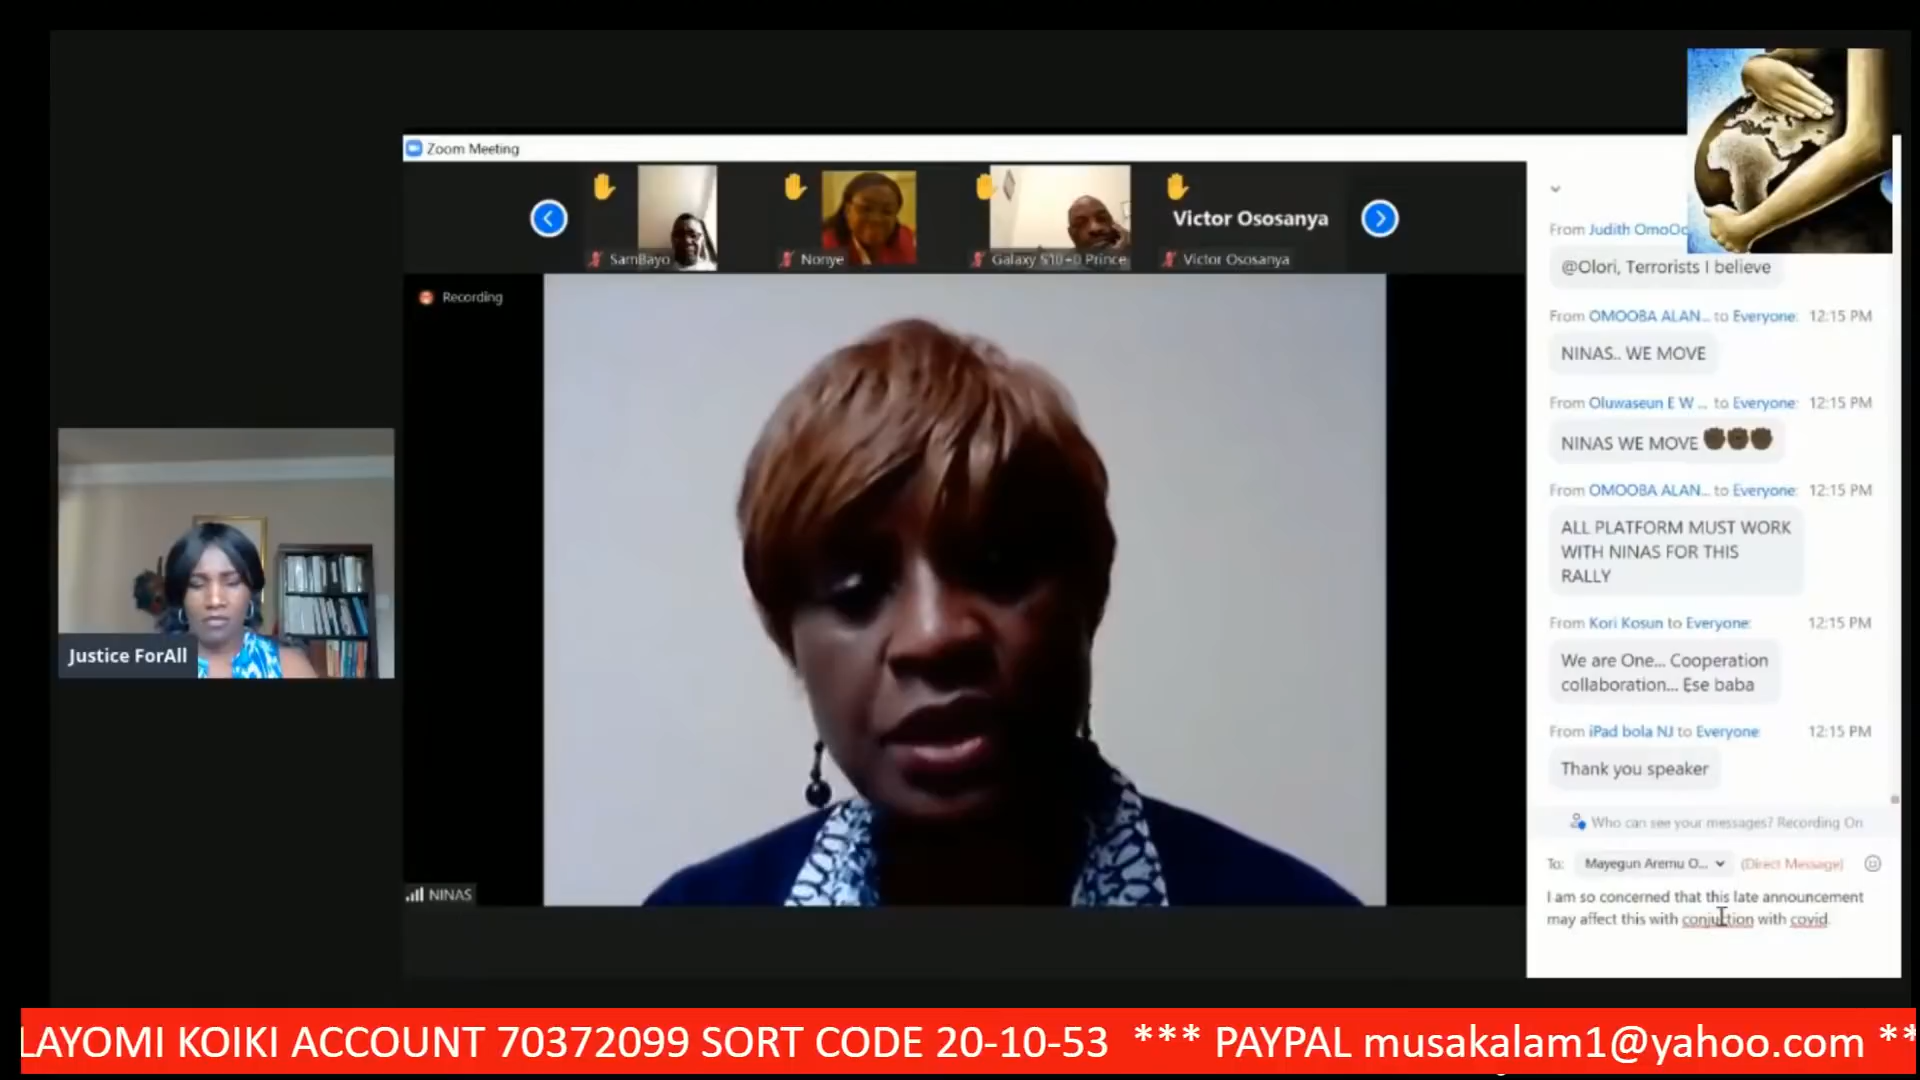 Zoom Meeting
SamBayo
Nonye
Galaxy S10+0 Prince
Victor Ososanya
Victor Ososanya
Recording
Justice ForAll
NINAS
From Judith OmoOd
@Olori, Terrorists I believe
From OMOOBA ALAN... to Everyone: 12:15 PM
NINAS.. WE MOVE
From Oluwaseun E W ... to Everyone: 12:15 PM
NINAS WE MOVE ✊🏿✊🏿✊🏿
From OMOOBA ALAN... to Everyone: 12:15 PM
ALL PLATFORM MUST WORK
WITH NINAS FOR THIS
RALLY
From Kori Kosun to Everyone: 12:15 PM
We are One... Cooperation
collaboration... Ẹse baba
From iPad bola NJ to Everyone 12:15 PM
Thank you speaker
Who can see your messages? Recording On
To: Mayegun Aremu O... (Direct Message)
I am so concerned that this late announcement
may affect this with conjuction with covid.
LAYOMI KOIKI ACCOUNT 70372099 SORT CODE 20-10-53 *** PAYPAL musakalam1@yahoo.com **